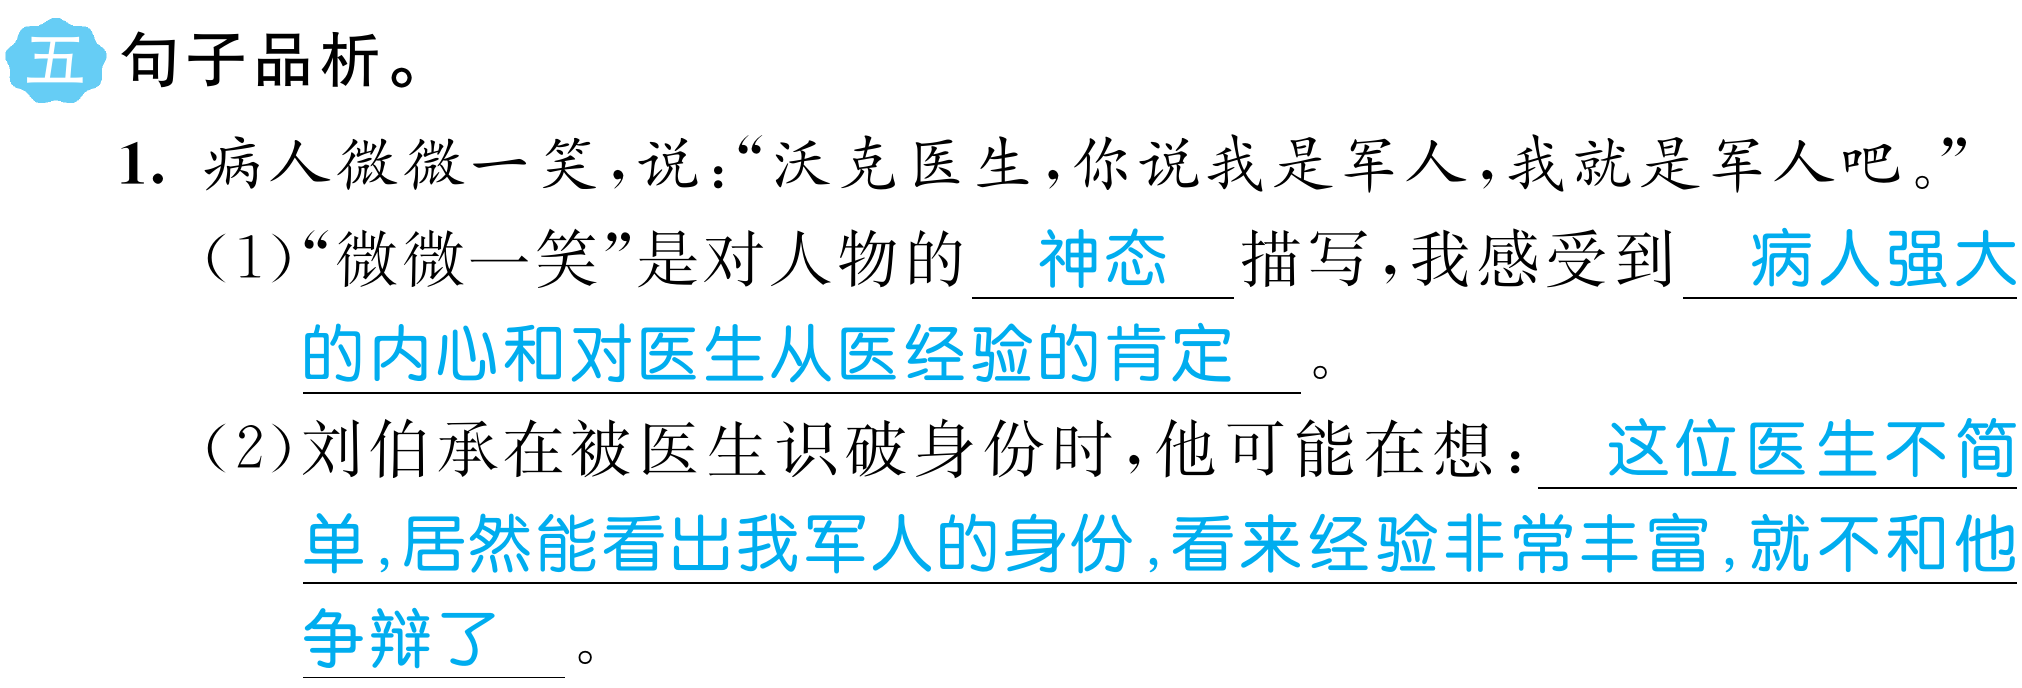 五 句子品析。
1. 病人微微一笑,说:“沃克医生,你说我是军人,我就是军人吧。”
(1)“微微一笑”是对人物的 神态 描写,我感受到 病人强大
的内心和对医生从医经验的肯定 。
(2)刘伯承在被医生识破身份时,他可能在想: 这位医生不简
单,居然能看出我军人的身份,看来经验非常丰富,就不和他
争辩了 。